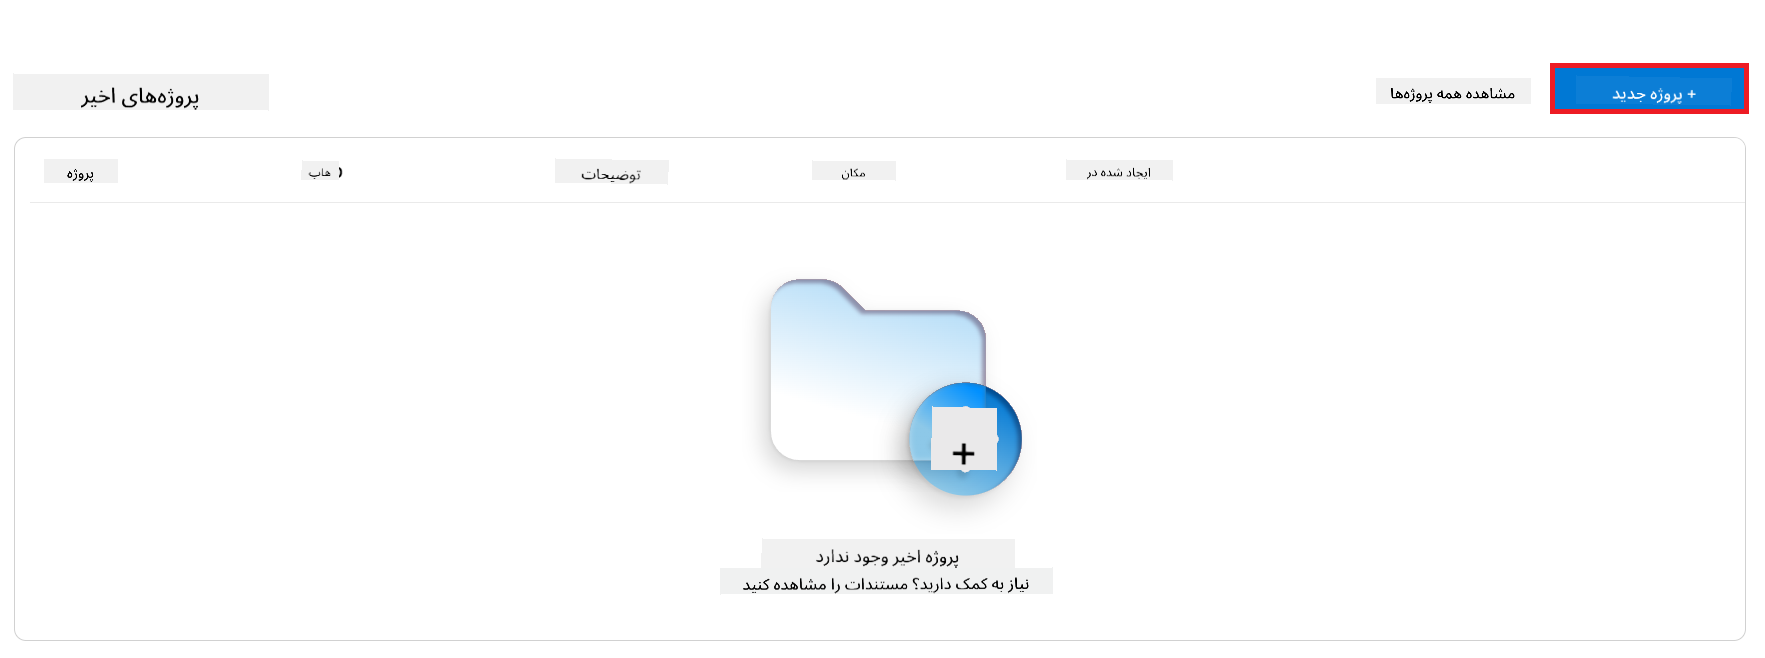 پروژه‌های اخیر
مشاهده همه پروژه‌ها
+ پروژه جدید
پروژه
هاب
توضیحات
مکان
ایجاد شده در
+
پروژه اخیر وجود ندارد
نیاز به کمک دارید؟ مستندات را مشاهده کنید